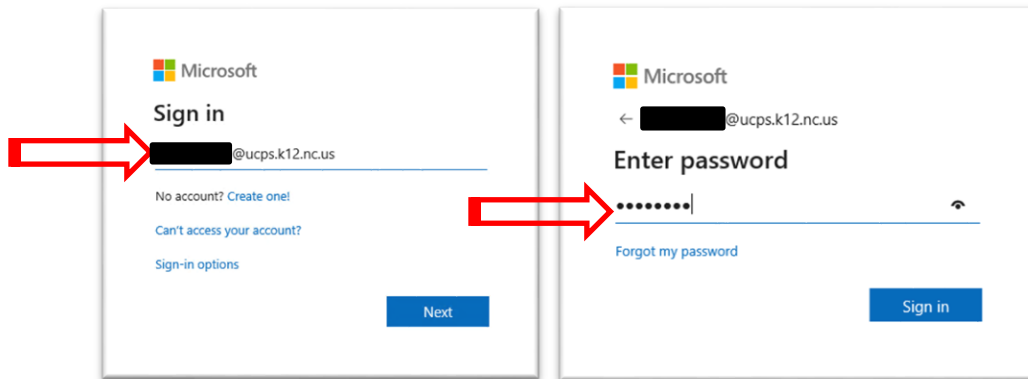 Microsoft
Sign in
@ucps.k12.nc.us
No account? Create one!
Can't access your account?
Sign-in options
Next
Microsoft
← @ucps.k12.nc.us
Enter password
••••••••
Forgot my password
Sign in